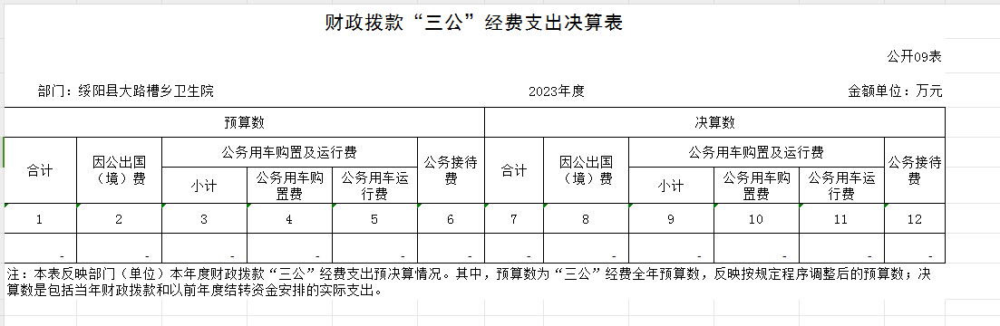 财政拨款“三公”经费支出决算表
公开09表
部门：绥阳县大路槽乡卫生院 2023年度 金额单位：万元
预算数 决算数
合计 因公出国（境）费 公务用车购置及运行费 公务接待费 合计 因公出国（境）费 公务用车购置及运行费 公务接待费
小计 公务用车购置费 公务用车运行费 小计 公务用车购置费 公务用车运行费
1 2 3 4 5 6 7 8 9 10 11 12
- - - - - - - - - - - -
注：本表反映部门（单位）本年度财政拨款“三公”经费支出预决算情况。其中，预算数为“三公”经费全年预算数，反映按规定程序调整后的预算数；决
算数是包括当年财政拨款和以前年度结转资金安排的实际支出。